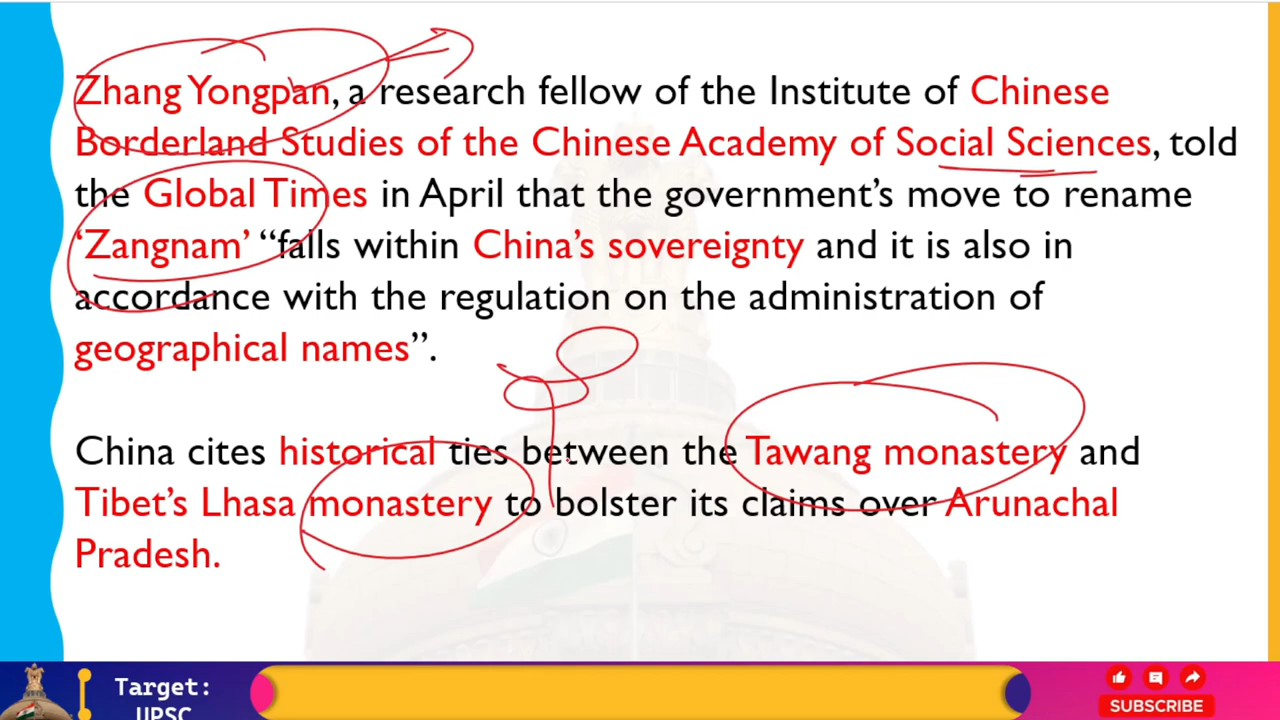 Zhang Yongpan, a research fellow of the Institute of Chinese
Borderland Studies of the Chinese Academy of Social Sciences, told
the Global Times in April that the government’s move to rename
‘Zangnam’ “falls within China’s sovereignty and it is also in
accordance with the regulation on the administration of
geographical names”.
China cites historical ties between the Tawang monastery and
Tibet’s Lhasa monastery to bolster its claims over Arunachal
Pradesh.
Target:
UPSC
SUBSCRIBE